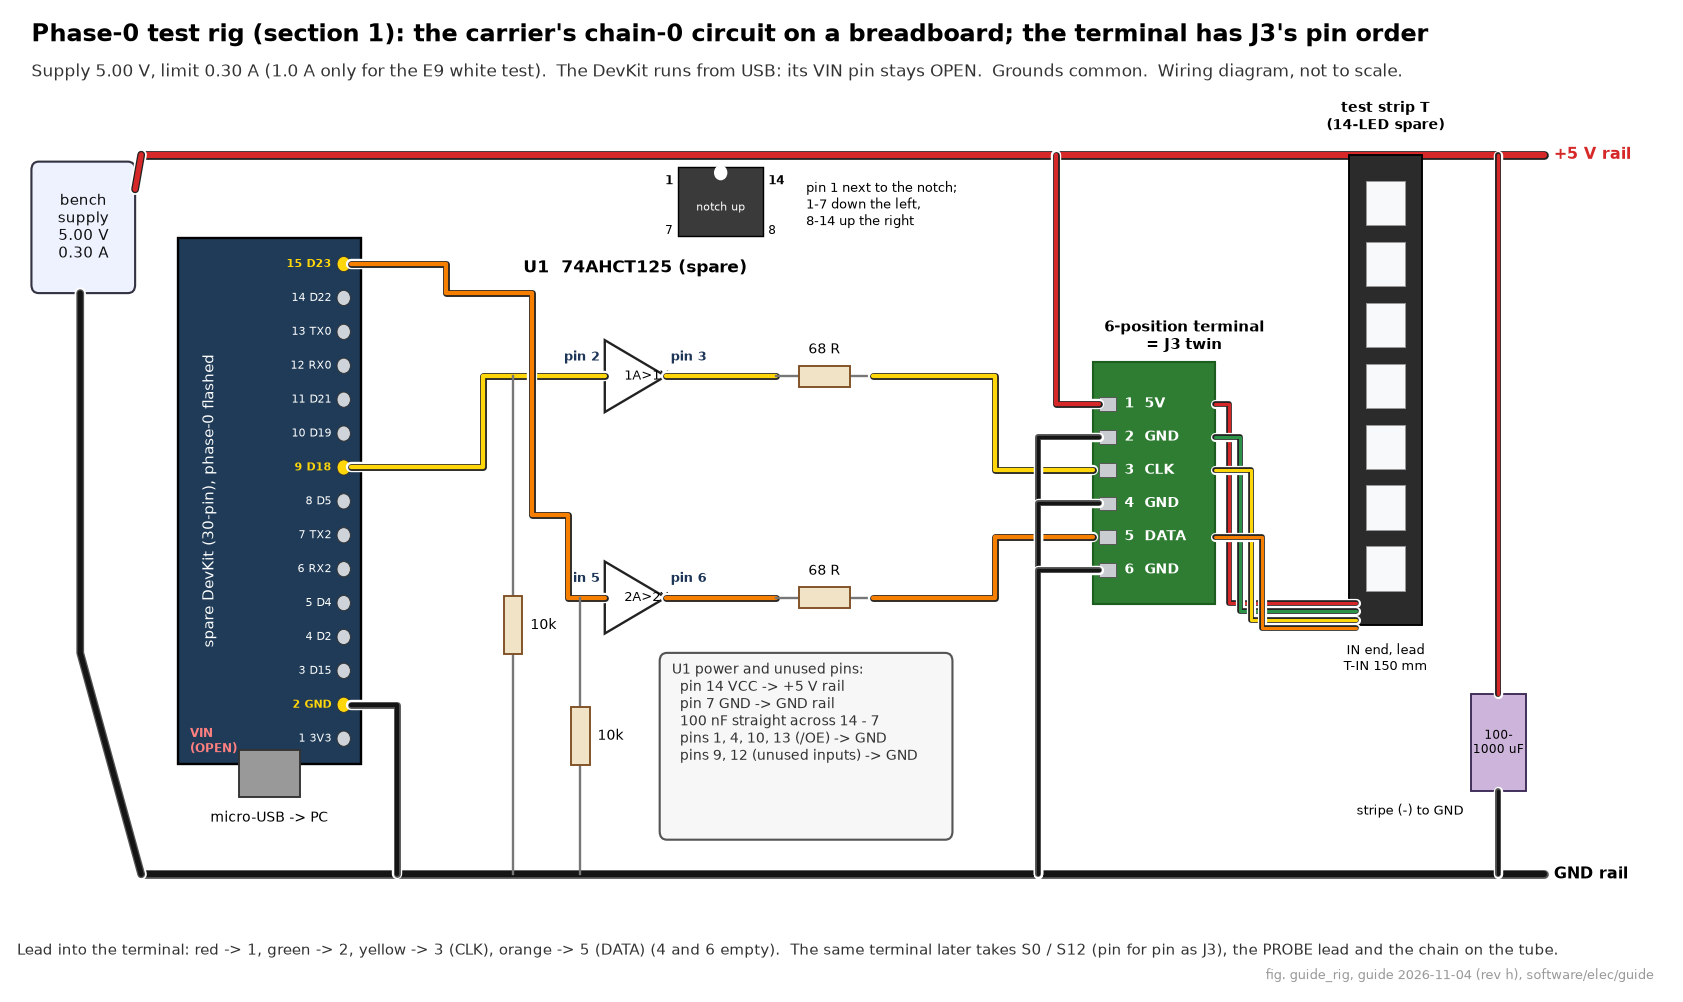 Phase-0 test rig (section 1): the carrier's chain-0 circuit on a breadboard; the terminal has J3's pin order
Supply 5.00 V, limit 0.30 A (1.0 A only for the E9 white test).  The DevKit runs from USB: its VIN pin stays OPEN.  Grounds common.  Wiring diagram, not to scale.
test strip T
(14-LED spare)
+5 V rail
bench
supply
5.00 V
0.30 A
1
14
notch up
7
8
pin 1 next to the notch;
1-7 down the left,
8-14 up the right
U1  74AHCT125 (spare)
spare DevKit (30-pin), phase-0 flashed
15 D23
14 D22
13 TX0
12 RX0
11 D21
10 D19
9 D18
8 D5
7 TX2
6 RX2
5 D4
4 D2
3 D15
2 GND
1 3V3
VIN
(OPEN)
micro-USB -> PC
pin 2
1A>1
pin 3
68 R
in 5
2A>2
pin 6
68 R
10k
10k
6-position terminal
= J3 twin
1  5V
2  GND
3  CLK
4  GND
5  DATA
6  GND
IN end, lead
T-IN 150 mm
U1 power and unused pins:
pin 14 VCC -> +5 V rail
pin 7 GND -> GND rail
100 nF straight across 14 - 7
pins 1, 4, 10, 13 (/OE) -> GND
pins 9, 12 (unused inputs) -> GND
100-
1000 uF
stripe (-) to GND
GND rail
Lead into the terminal: red -> 1, green -> 2, yellow -> 3 (CLK), orange -> 5 (DATA) (4 and 6 empty).  The same terminal later takes S0 / S12 (pin for pin as J3), the PROBE lead and the chain on the tube.
fig. guide_rig, guide 2026-11-04 (rev h), software/elec/guide